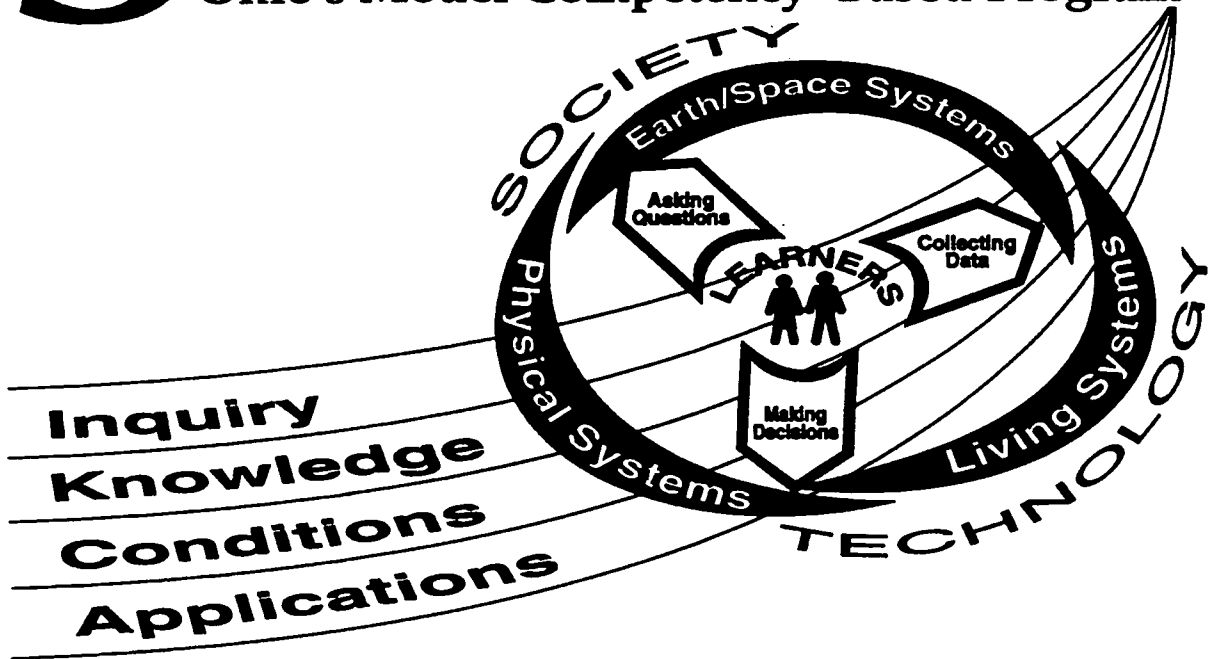 Ohio's Model Competency-Based Program
SOCIETY
Earth/Space Systems
Asking
Questions
Collecting
Data
LEARNERS
Physical Systems
Living Systems
Making
Decisions
TECHNOLOGY
Inquiry
Knowledge
Conditions
Applications